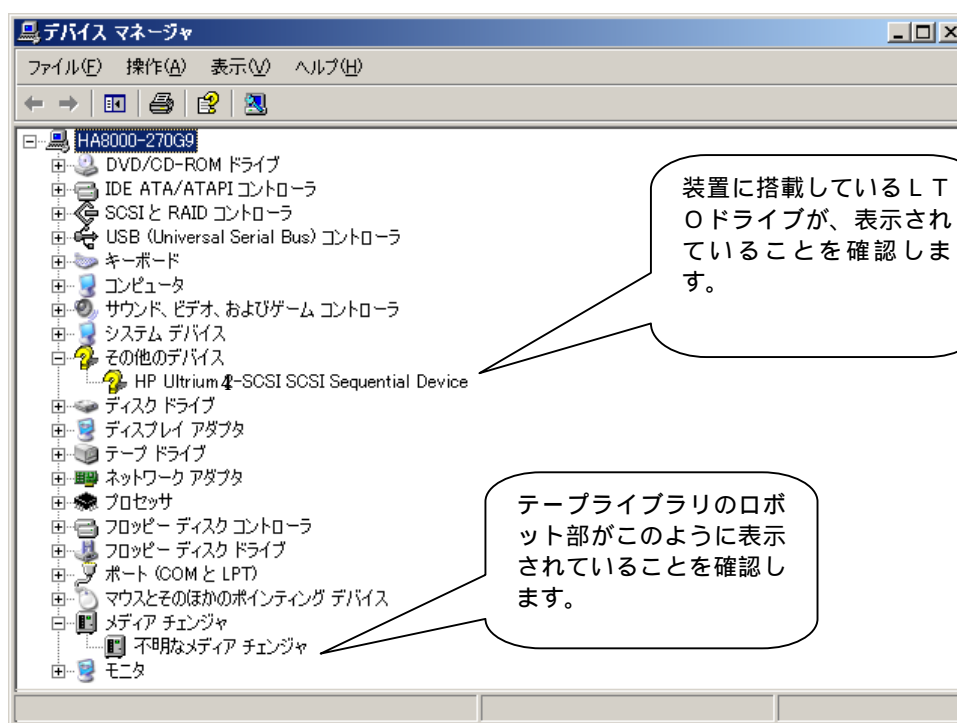 デバイス マネージャ
ファイル(F) 操作(A) 表示(V) ヘルプ(H)
HA8000-270G9
DVD/CD-ROM ドライブ
IDE ATA/ATAPI コントローラ
SCSI と RAID コントローラ
USB (Universal Serial Bus) コントローラ
キーボード
コンピュータ
サウンド、ビデオ、およびゲーム コントローラ
システム デバイス
その他のデバイス
HP Ultrium 4-SCSI SCSI Sequential Device
ディスク ドライブ
ディスプレイ アダプタ
テープ ドライブ
ネットワーク アダプタ
プロセッサ
フロッピー ディスク コントローラ
フロッピー ディスク ドライブ
ポート (COM と LPT)
マウスとそのほかのポインティング デバイス
メディア チェンジャ
不明なメディア チェンジャ
モニタ
装置に搭載しているＬＴ
Ｏドライブが、表示され
ていることを確認しま
す。
テープライブラリのロボ
ット部がこのように表示
されていることを確認し
ます。